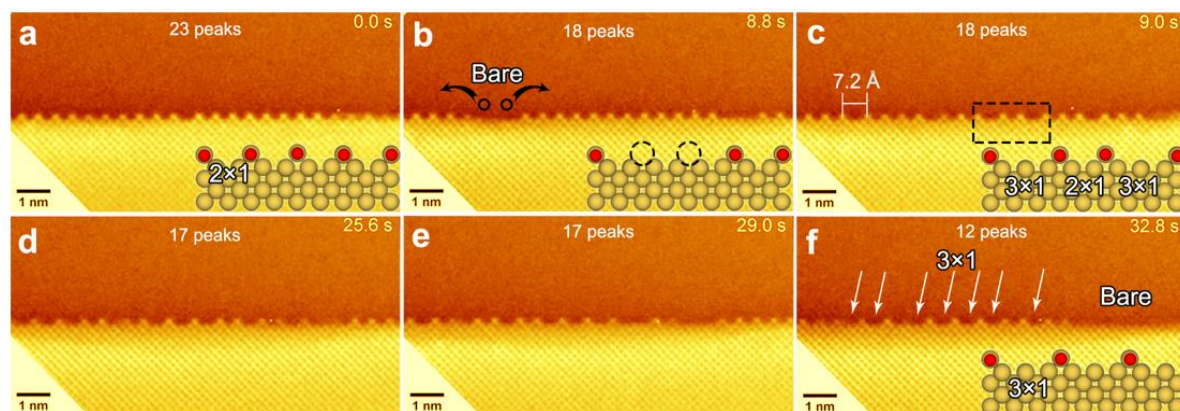 a
23 peaks
0.0 s
2×1
1 nm
b
18 peaks
8.8 s
Bare
1 nm
c
18 peaks
9.0 s
7.2 Å
3×1 2×1 3×1
1 nm
d
17 peaks
25.6 s
1 nm
e
17 peaks
29.0 s
1 nm
f
12 peaks
32.8 s
3×1
Bare
3×1
1 nm